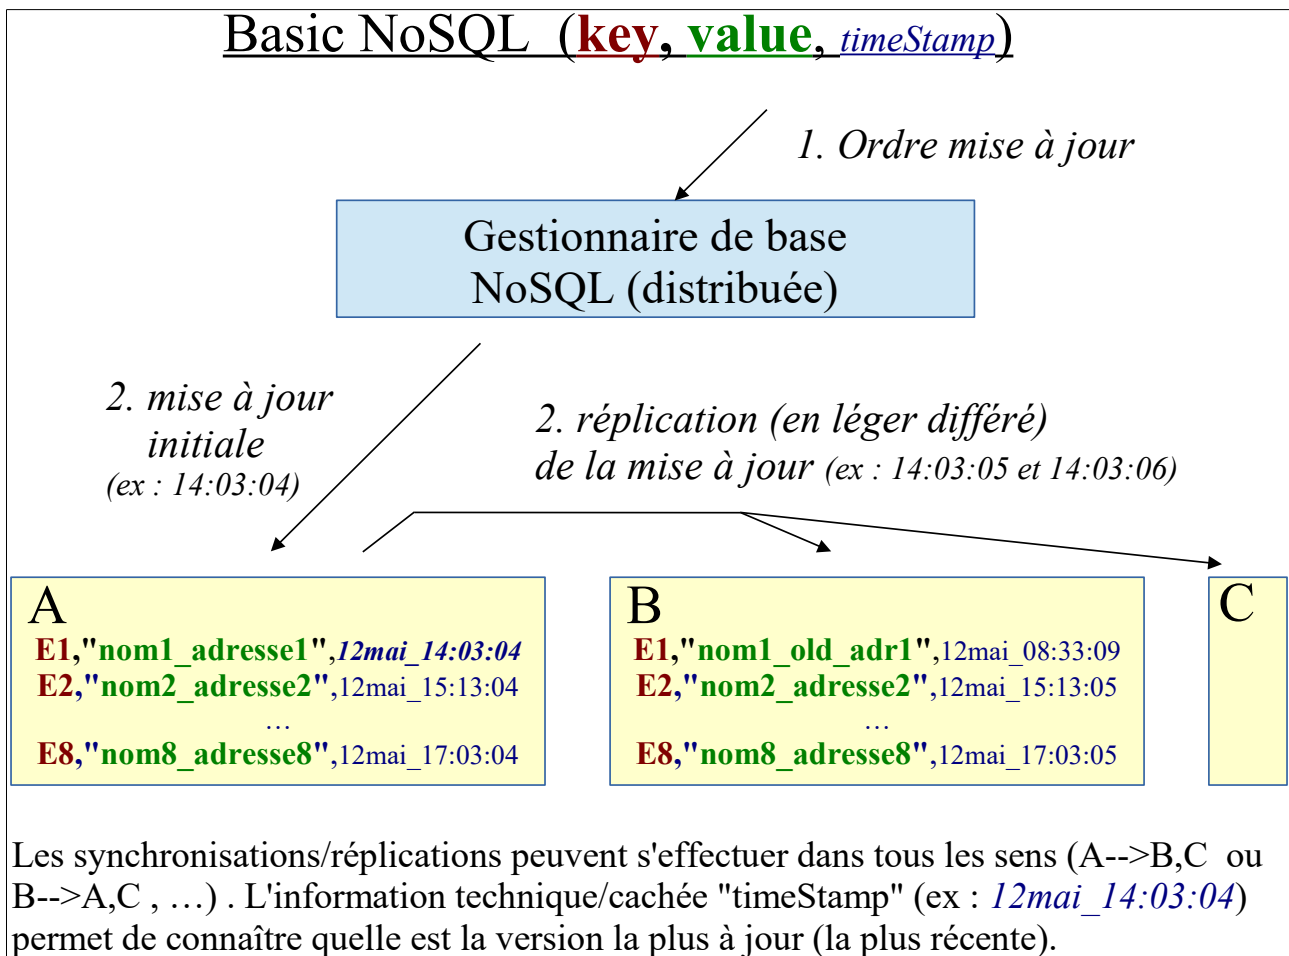 Basic NoSQL (key, value, timeStamp)
1. Ordre mise à jour
Gestionnaire de base
NoSQL (distribuée)
2. mise à jour
initiale
(ex : 14:03:04)
2. réplication (en léger différé)
de la mise à jour (ex : 14:03:05 et 14:03:06)
A
E1,"nom1_adresse1",12mai_14:03:04
E2,"nom2_adresse2",12mai_15:13:04
…
E8,"nom8_adresse8",12mai_17:03:04
B
E1,"nom1_old_adr1",12mai_08:33:09
E2,"nom2_adresse2",12mai_15:13:05
…
E8,"nom8_adresse8",12mai_17:03:05
C
Les synchronisations/réplications peuvent s'effectuer dans tous les sens (A-->B,C ou
B-->A,C , …) . L'information technique/cachée "timeStamp" (ex : 12mai_14:03:04)
permet de connaître quelle est la version la plus à jour (la plus récente).